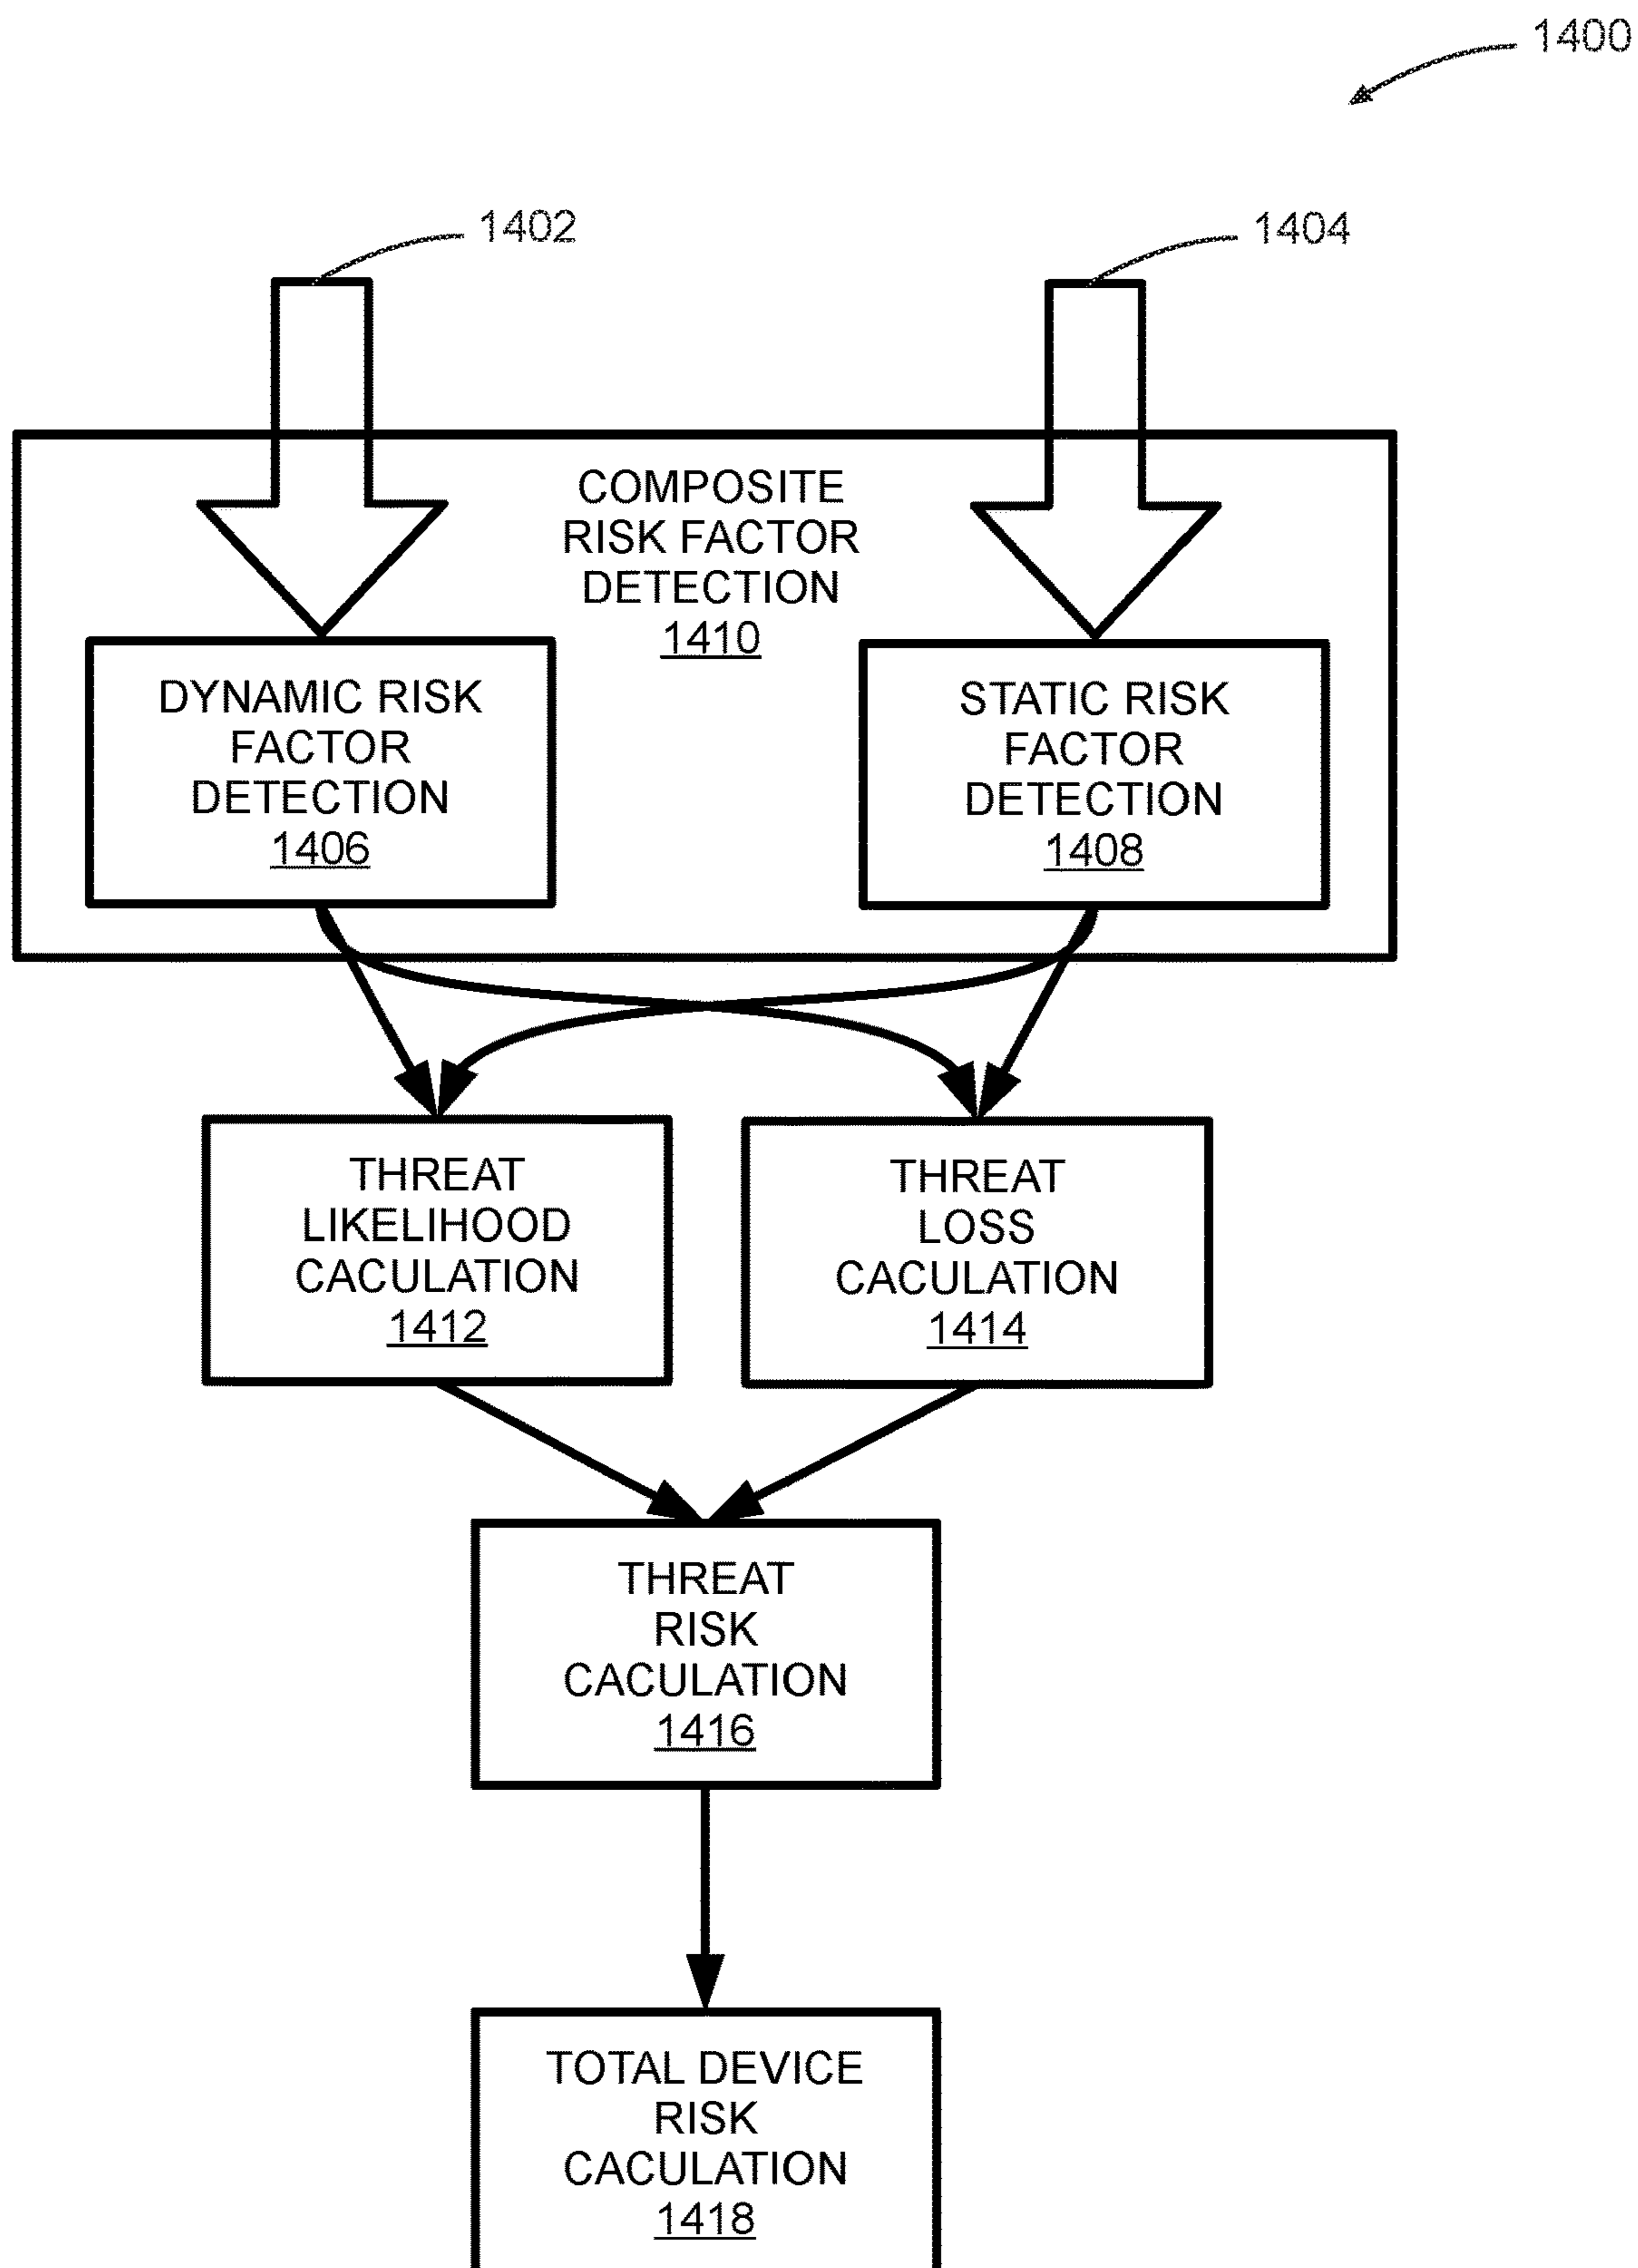 1400
1402
1404
COMPOSITE
RISK FACTOR
DETECTION
1410
DYNAMIC RISK
FACTOR
DETECTION
1406
STATIC RISK
FACTOR
DETECTION
1408
THREAT
LIKELIHOOD
CACULATION
1412
THREAT
LOSS
CACULATION
1414
THREAT
RISK
CACULATION
1416
TOTAL DEVICE
RISK
CACULATION
1418